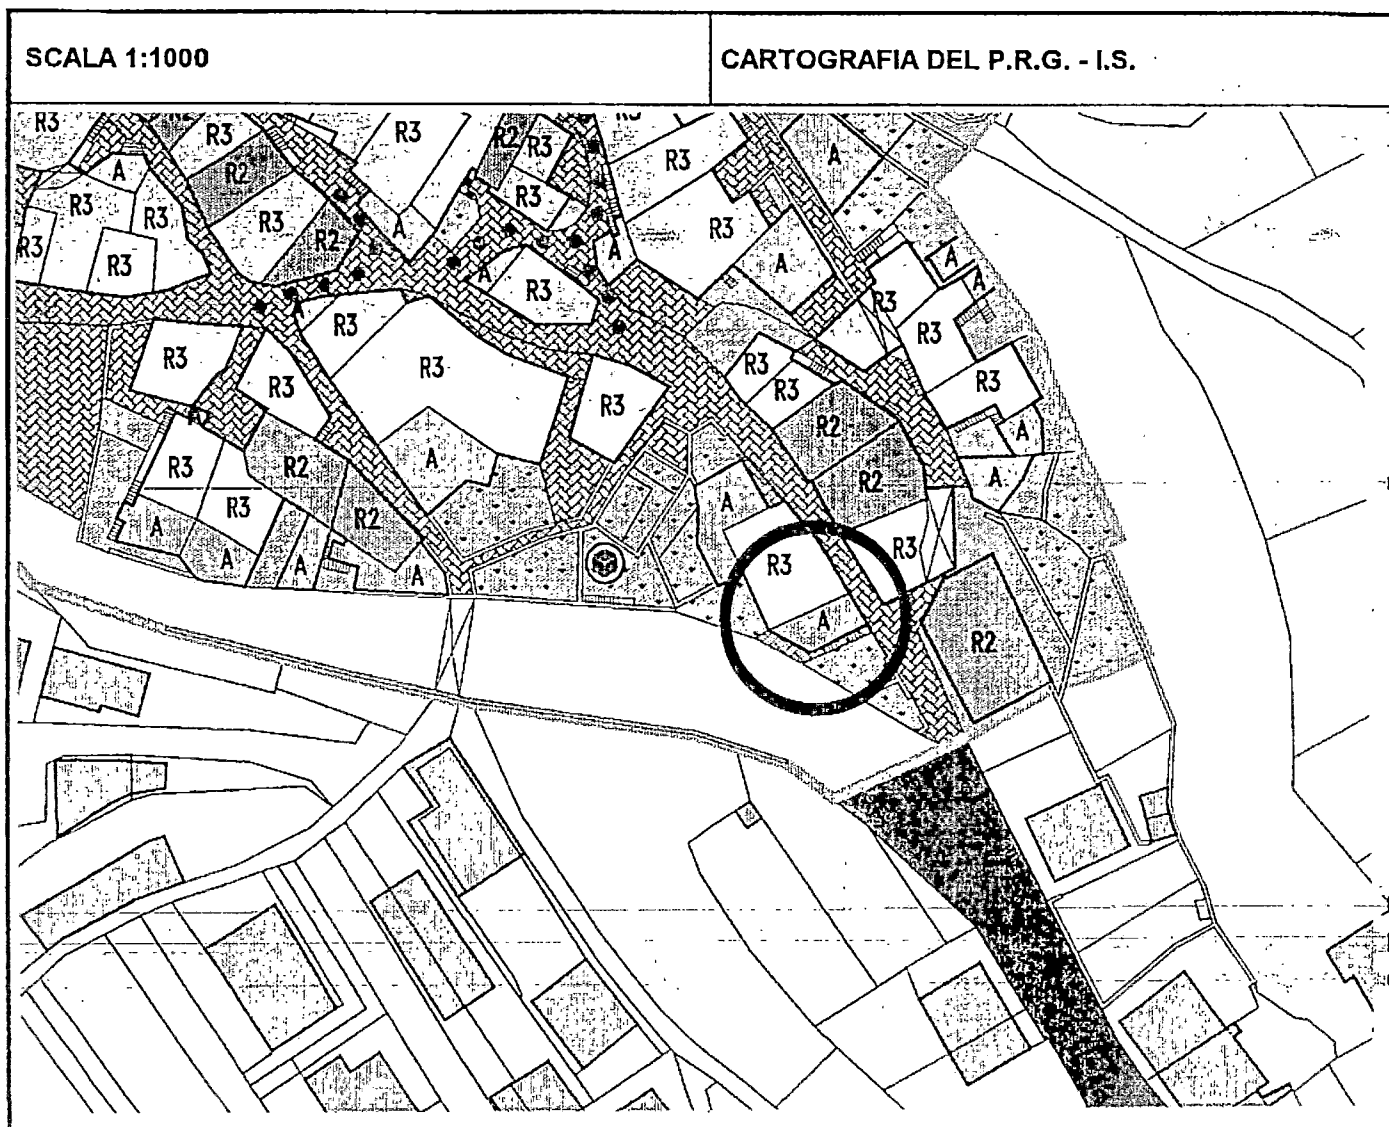 SCALA 1:1000
CARTOGRAFIA DEL P.R.G. - I.S.
R3 R3 R3 R2 R3 R3
A R2 R3 A
R3 R3 R3 R3 A R3
R3 R3 R2 A A
R3 R3 A A
R3 R3
R3 R3 R3
R3 R3 R3 R3 R3 R3
R2 A
R3 R2 A R2 A
R3 R2 A
A A A A R3 R3
A R2